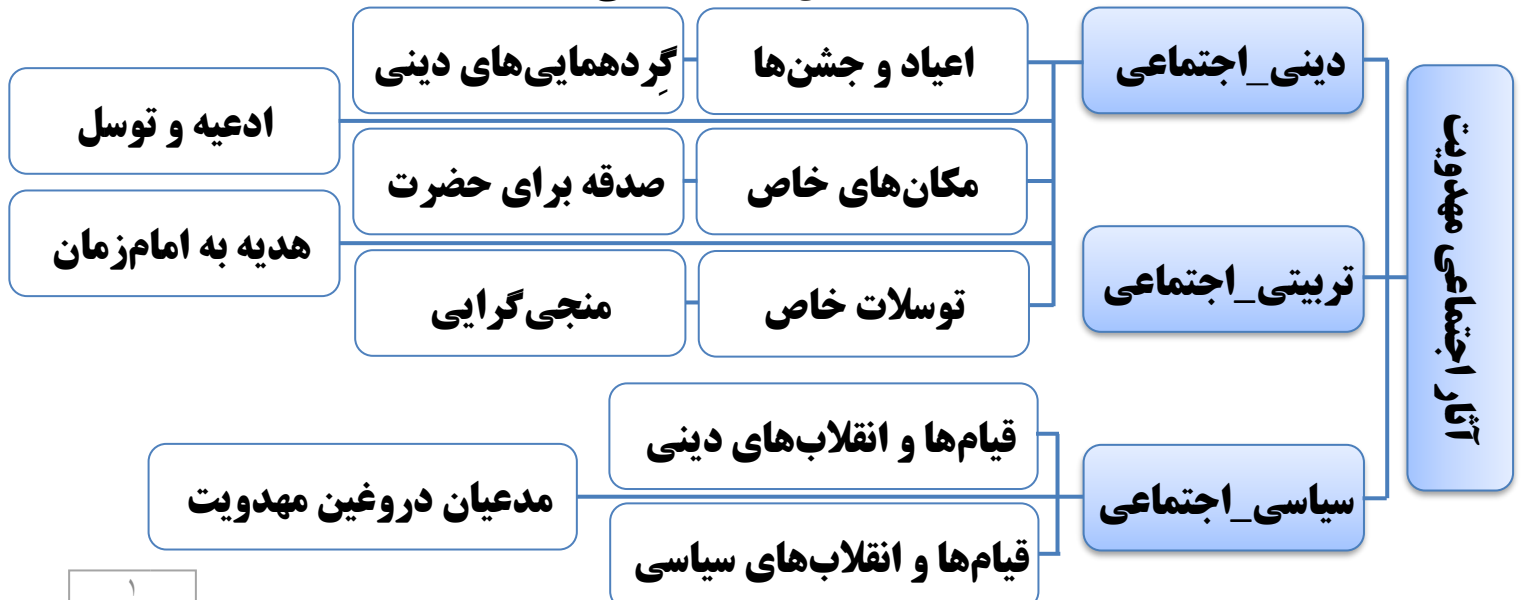 آثار اجتماعی مهدویت
دینی_اجتماعی
اعیاد و جشن‌ها
گِردهمایی‌های دینی
ادعیه و توسل
مکان‌های خاص
صدقه برای حضرت
هدیه به امام‌زمان
توسلات خاص
منجی‌گرایی
تربیتی_اجتماعی
سیاسی_اجتماعی
قیام‌ها و انقلاب‌های دینی
مدعیان دروغین مهدویت
قیام‌ها و انقلاب‌های سیاسی
۱